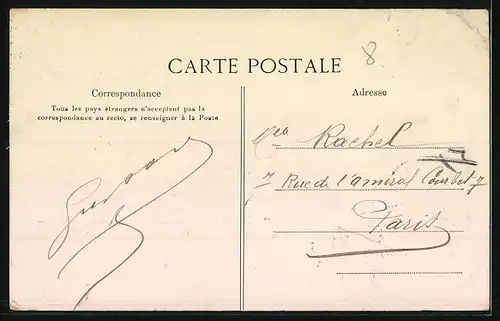 8
CARTE POSTALE
Correspondance
Tous les pays étrangers n'acceptent pas la
correspondance au recto, se renseigner à la Poste
Adresse
Rachel
7 Rue de l'amiral Courbet 7
Paris